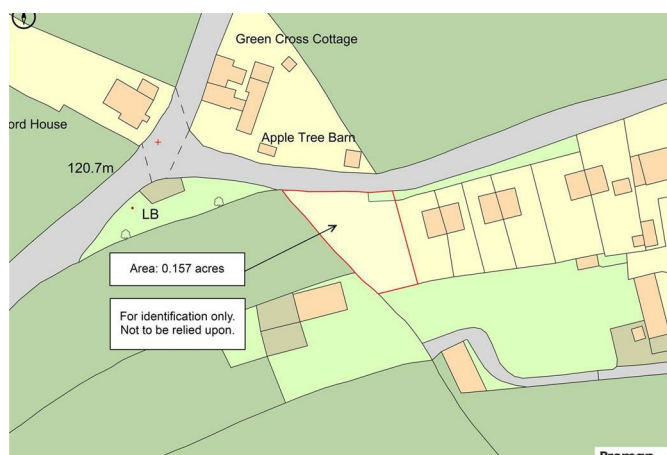 Green Cross Cottage
ord House
Apple Tree Barn
120.7m
LB
Area: 0.157 acres
For identification only.
Not to be relied upon.
Promap